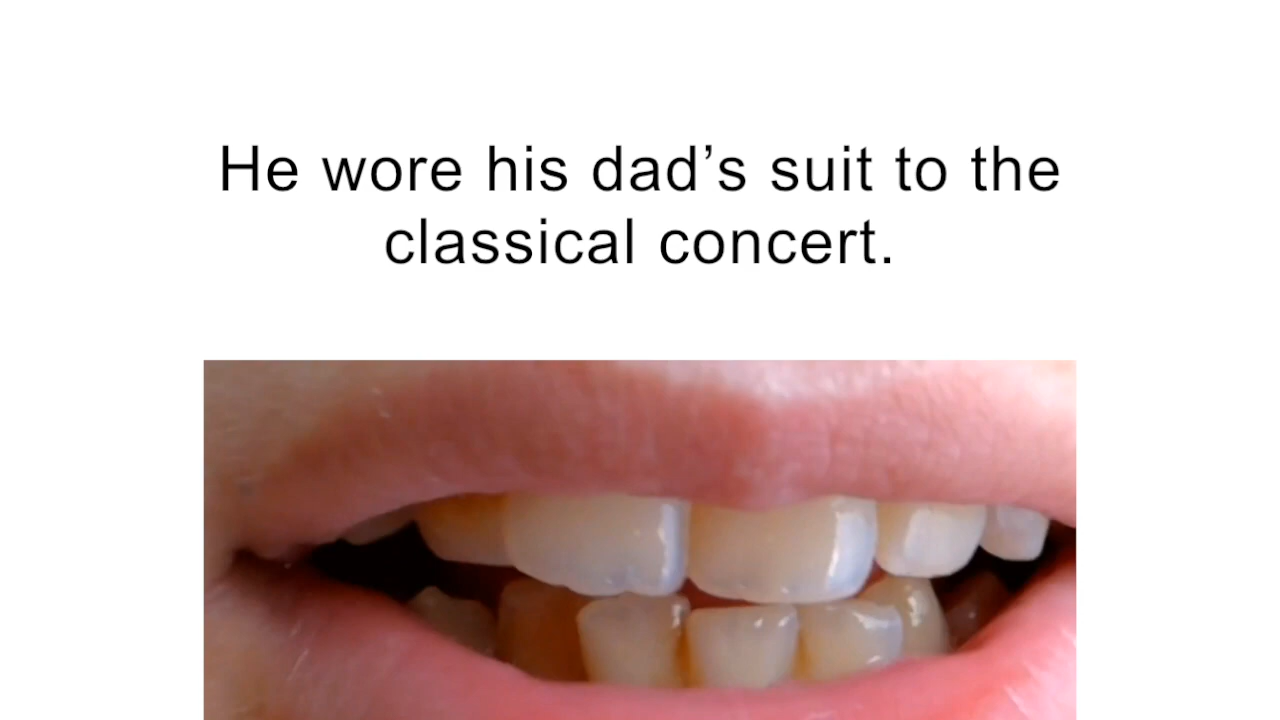 He wore his dad’s suit to the
classical concert.